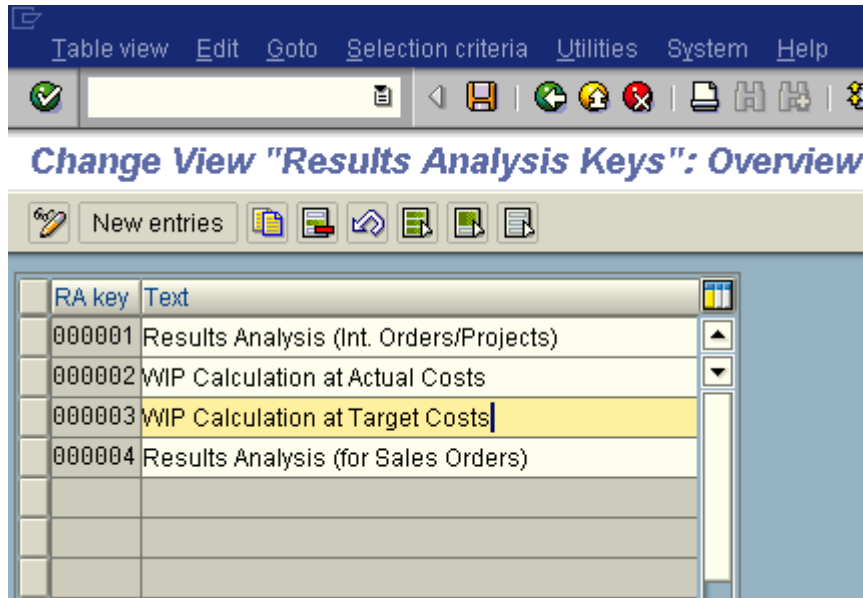 Table view Edit Goto Selection criteria Utilities System Help
Change View "Results Analysis Keys": Overview
New entries
RA key Text
000001 Results Analysis (Int. Orders/Projects)
000002 WIP Calculation at Actual Costs
000003 WIP Calculation at Target Costs
000004 Results Analysis (for Sales Orders)